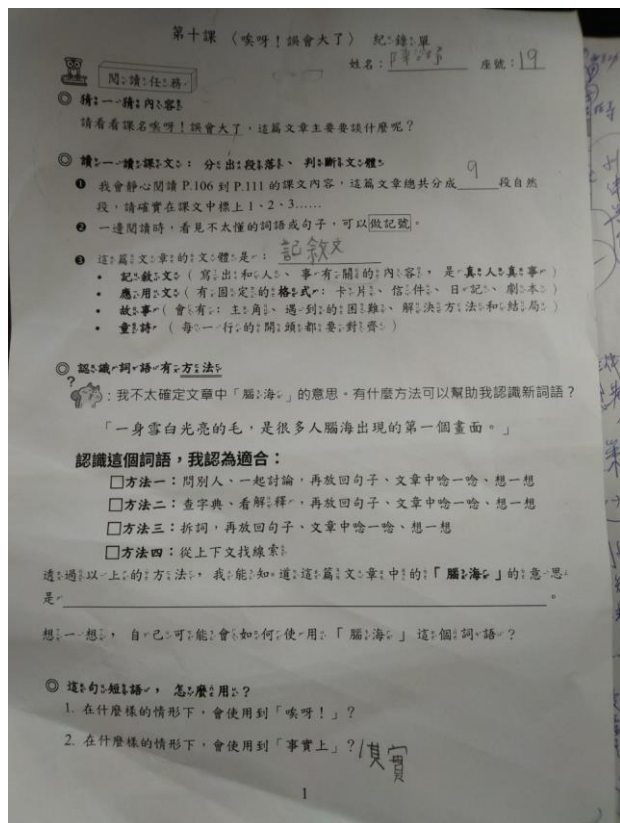 第十課 〈唉呀！誤會大了〉 紀錄單
姓名：陳 座號：19
閱讀任務
◎ 猜一猜內容
請看看課名唉呀！誤會大了，這篇文章主要要談什麼呢？
◎ 讀一讀課文：分出段落、判斷文體
❶ 我會靜心閱讀 P.106 到 P.111 的課文內容，這篇文章總共分成 9 段自然
段，請確實在課文中標上 1、2、3……
❷ 一邊閱讀時，看見不太懂的詞語或句子，可以做記號。
❸ 這篇文章的文體是：記敘文
• 記敘文（寫出和人、事有關的內容，是真人真事）
• 應用文（有固定的格式：卡片、信件、日記、劇本）
• 故事（會有：主角、遇到的困難、解決方法和結局）
• 童詩（每一行的開頭都要對齊）
◎ 認識詞語有方法
？：我不太確定文章中「腦海」的意思。有什麼方法可以幫助我認識新詞語？
「一身雪白光亮的毛，是很多人腦海出現的第一個畫面。」
認識這個詞語，我認為適合：
□方法一：問別人、一起討論，再放回句子、文章中唸一唸、想一想
□方法二：查字典、看解釋，再放回句子、文章中唸一唸、想一想
□方法三：拆詞，再放回句子、文章中唸一唸、想一想
□方法四：從上下文找線索
透過以上的方法，我能知道這篇文章中的「腦海」的意思
是 。
想一想，自己可能會如何使用「腦海」這個詞語？
◎ 這句短語，怎麼用？
1. 在什麼樣的情形下，會使用到「唉呀！」？
2. 在什麼樣的情形下，會使用到「事實上」？其實
1